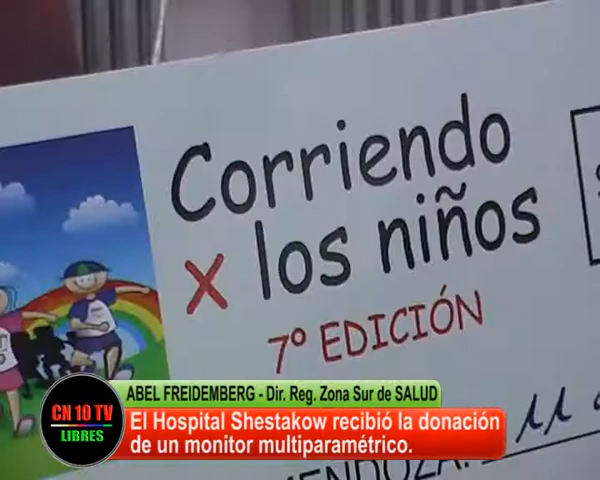 Corriendo
x los niños
7º EDICIÓN
CN 10 TV
LIBRES
ABEL FREIDEMBERG - Dir. Reg. Zona Sur de SALUD
El Hospital Shestakow recibió la donación
de un monitor multiparamétrico.